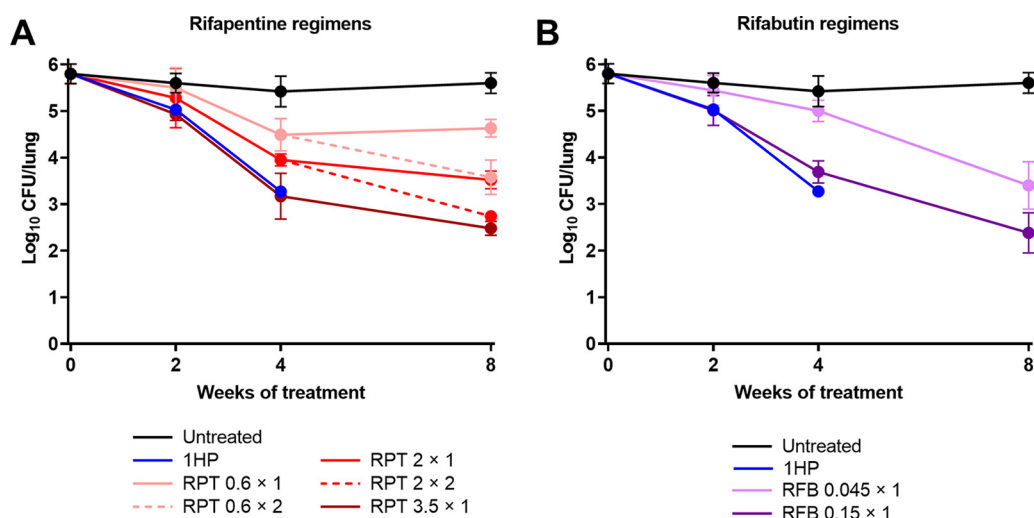 A
Rifapentine regimens
Log10 CFU/lung
6
5
4
3
2
1
0
0 2 4 8
Weeks of treatment
Untreated
1HP RPT 2 × 1
RPT 0.6 × 1 RPT 2 × 2
RPT 0.6 × 2 RPT 3.5 × 1
B
Rifabutin regimens
Log10 CFU/lung
6
5
4
3
2
1
0
0 2 4 8
Weeks of treatment
Untreated
1HP
RFB 0.045 × 1
RFB 0.15 × 1